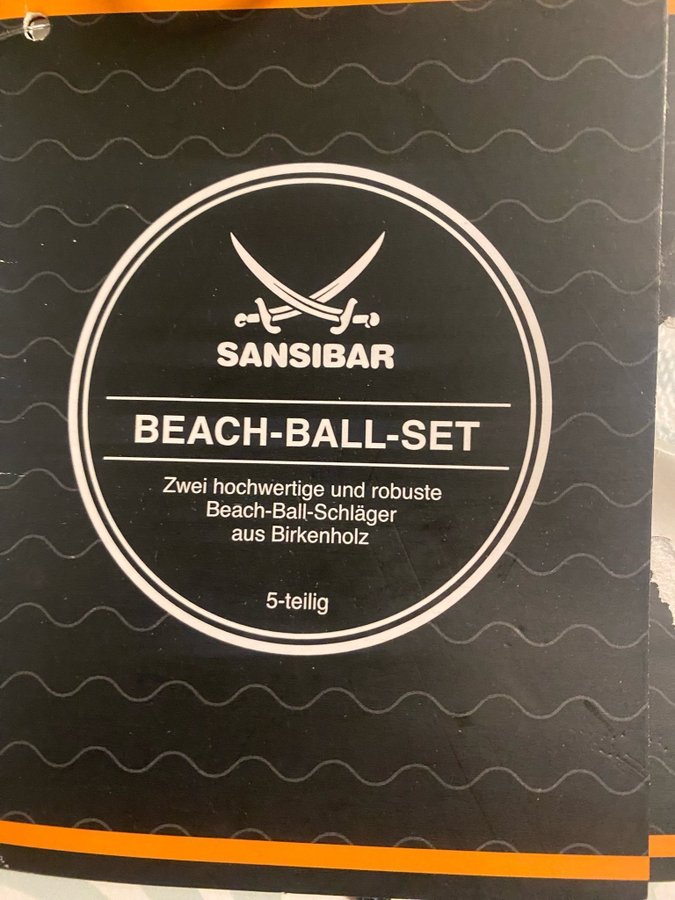 SANSIBAR
BEACH-BALL-SET
Zwei hochwertige und robuste
Beach-Ball-Schläger
aus Birkenholz
5-teilig